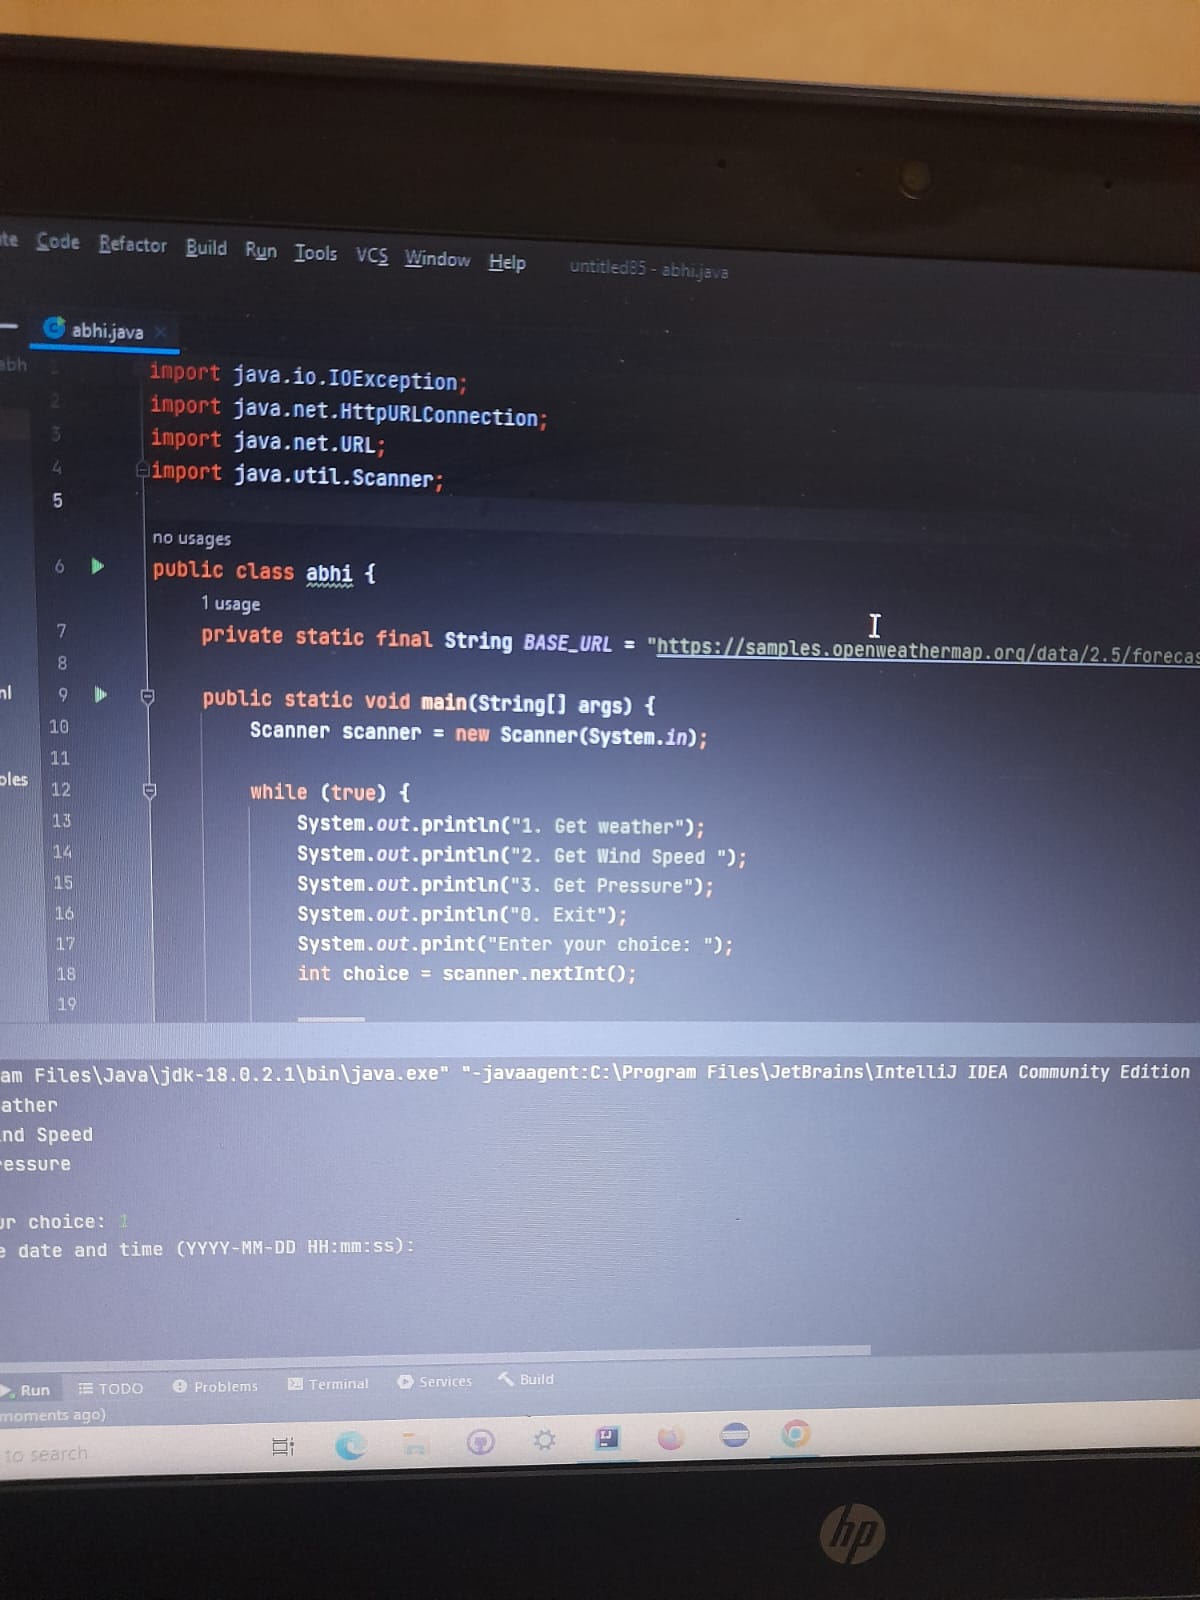 Code Refactor Build Run Tools VCS Window Help untitled85 - abhi.java
abhi.java
1 import java.io.IOException;
2 import java.net.HttpURLConnection;
3 import java.net.URL;
4 import java.util.Scanner;
5
no usages
6 public class abhi {
1 usage
7 private static final String BASE_URL = "https://samples.openweathermap.org/data/2.5/forecas
8
9 public static void main(String[] args) {
10 Scanner scanner = new Scanner(System.in);
11
12 while (true) {
13 System.out.println("1. Get weather");
14 System.out.println("2. Get Wind Speed ");
15 System.out.println("3. Get Pressure");
16 System.out.println("0. Exit");
17 System.out.print("Enter your choice: ");
18 int choice = scanner.nextInt();
19
am Files\Java\jdk-18.0.2.1\bin\java.exe" "-javaagent:C:\Program Files\JetBrains\IntelliJ IDEA Community Edition
ather
nd Speed
essure
ur choice: 1
e date and time (YYYY-MM-DD HH:mm:ss):
Run TODO Problems Terminal Services Build
moments ago)
to search
hp